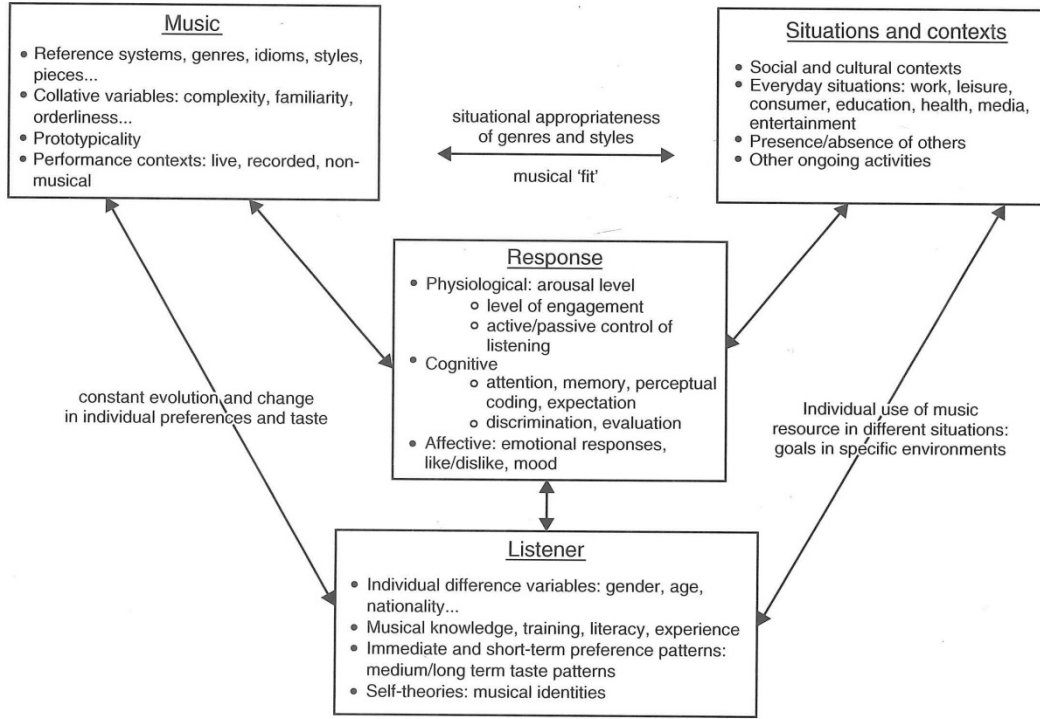 Music
• Reference systems, genres, idioms, styles,
pieces...
• Collative variables: complexity, familiarity,
orderliness...
• Prototypicality
• Performance contexts: live, recorded, non-
musical
situational appropriateness
of genres and styles
musical ‘fit’
Situations and contexts
• Social and cultural contexts
• Everyday situations: work, leisure,
consumer, education, health, media,
entertainment
• Presence/absence of others
• Other ongoing activities
Response
• Physiological: arousal level
o level of engagement
o active/passive control of
listening
• Cognitive
o attention, memory, perceptual
coding, expectation
o discrimination, evaluation
• Affective: emotional responses,
like/dislike, mood
constant evolution and change
in individual preferences and taste
Individual use of music
resource in different situations:
goals in specific environments
Listener
• Individual difference variables: gender, age,
nationality...
• Musical knowledge, training, literacy, experience
• Immediate and short-term preference patterns:
medium/long term taste patterns
• Self-theories: musical identities